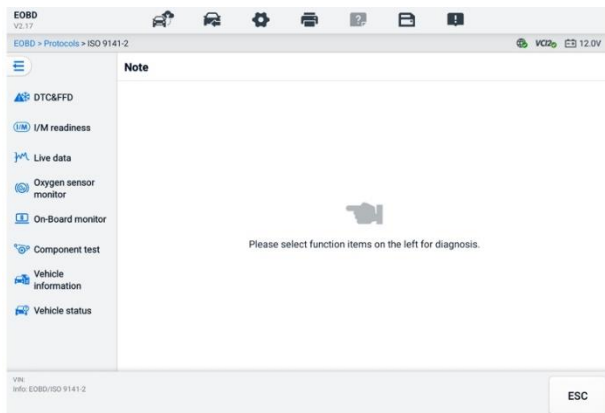 EOBD
V2.17
EOBD > Protocols > ISO 9141-2
VCI2
12.0V
Note
DTC&FFD
I/M
I/M readiness
Live data
Oxygen sensor
monitor
On-Board monitor
Component test
Vehicle
information
Vehicle status
Please select function items on the left for diagnosis.
VIN:
Info: EOBD/ISO 9141-2
ESC